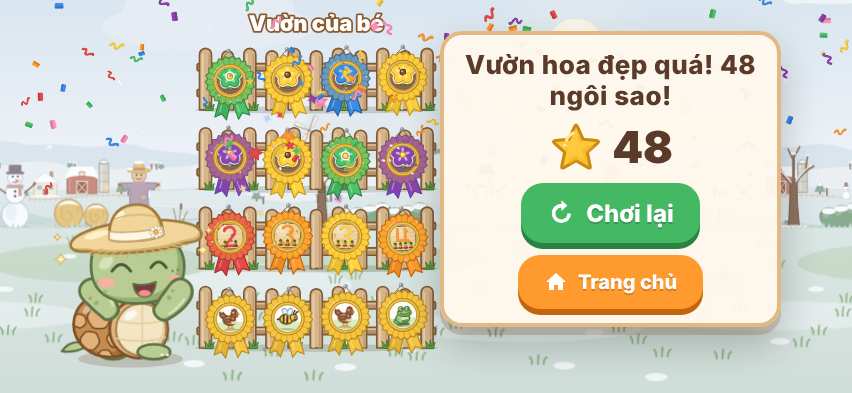 Vườn của bé
Vườn hoa đẹp quá! 48
ngôi sao!
48
Chơi lại
Trang chủ